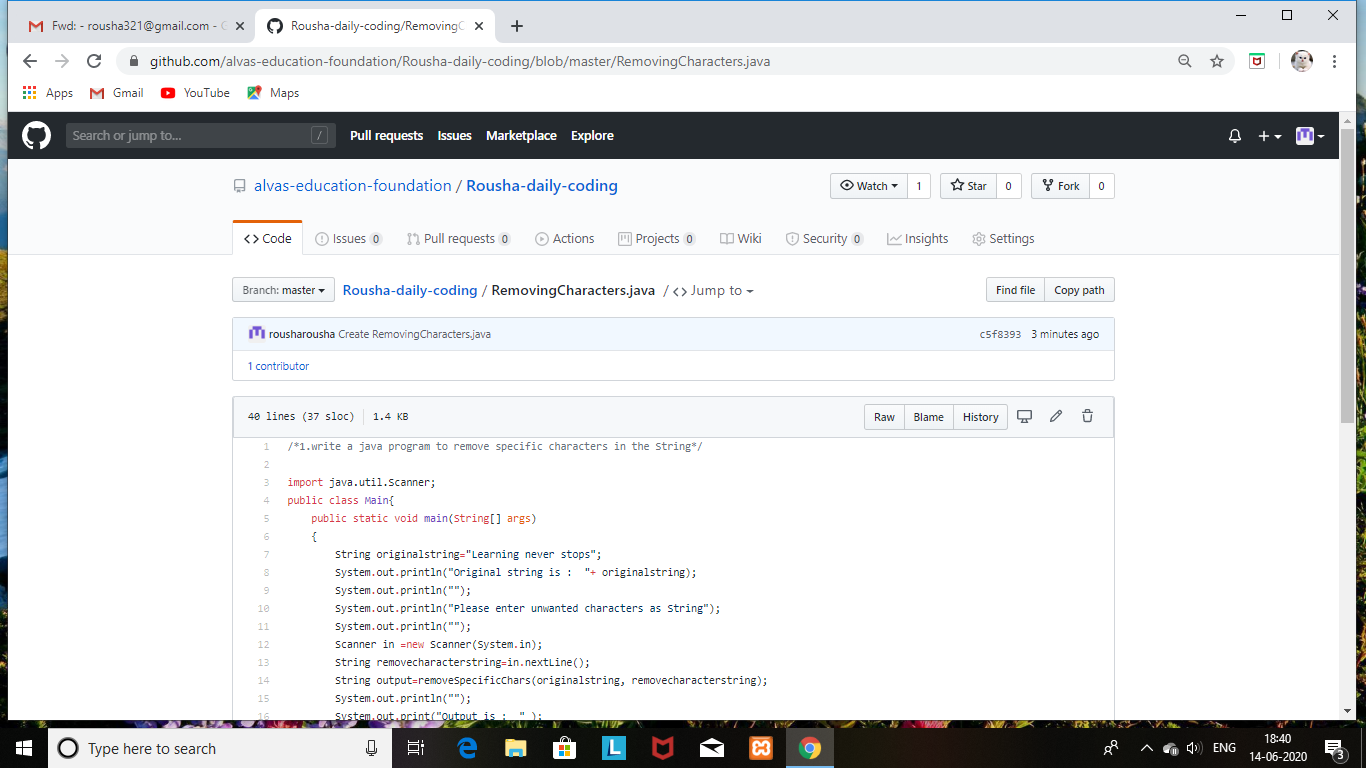 Fwd: - rousha321@gmail.com -
Rousha-daily-coding/RemovingC
github.com/alvas-education-foundation/Rousha-daily-coding/blob/master/RemovingCharacters.java
Apps Gmail YouTube Maps
Search or jump to... / Pull requests Issues Marketplace Explore
alvas-education-foundation / Rousha-daily-coding
Watch 1 Star 0 Fork 0
Code Issues 0 Pull requests 0 Actions Projects 0 Wiki Security 0 Insights Settings
Branch: master Rousha-daily-coding / RemovingCharacters.java / Jump to Find file Copy path
rousharousha Create RemovingCharacters.java c5f8393 3 minutes ago
1 contributor
40 lines (37 sloc) 1.4 KB Raw Blame History
1 /*1.write a java program to remove specific characters in the String*/
2
3 import java.util.Scanner;
4 public class Main{
5 public static void main(String[] args)
6 {
7 String originalstring="Learning never stops";
8 System.out.println("Original string is :  "+ originalstring);
9 System.out.println("");
10 System.out.println("Please enter unwanted characters as String");
11 System.out.println("");
12 Scanner in =new Scanner(System.in);
13 String removecharacterstring=in.nextLine();
14 String output=removeSpecificChars(originalstring, removecharacterstring);
15 System.out.println("");
16 System.out.print("Output is :  " );
Type here to search
ENG
18:40
14-06-2020
3